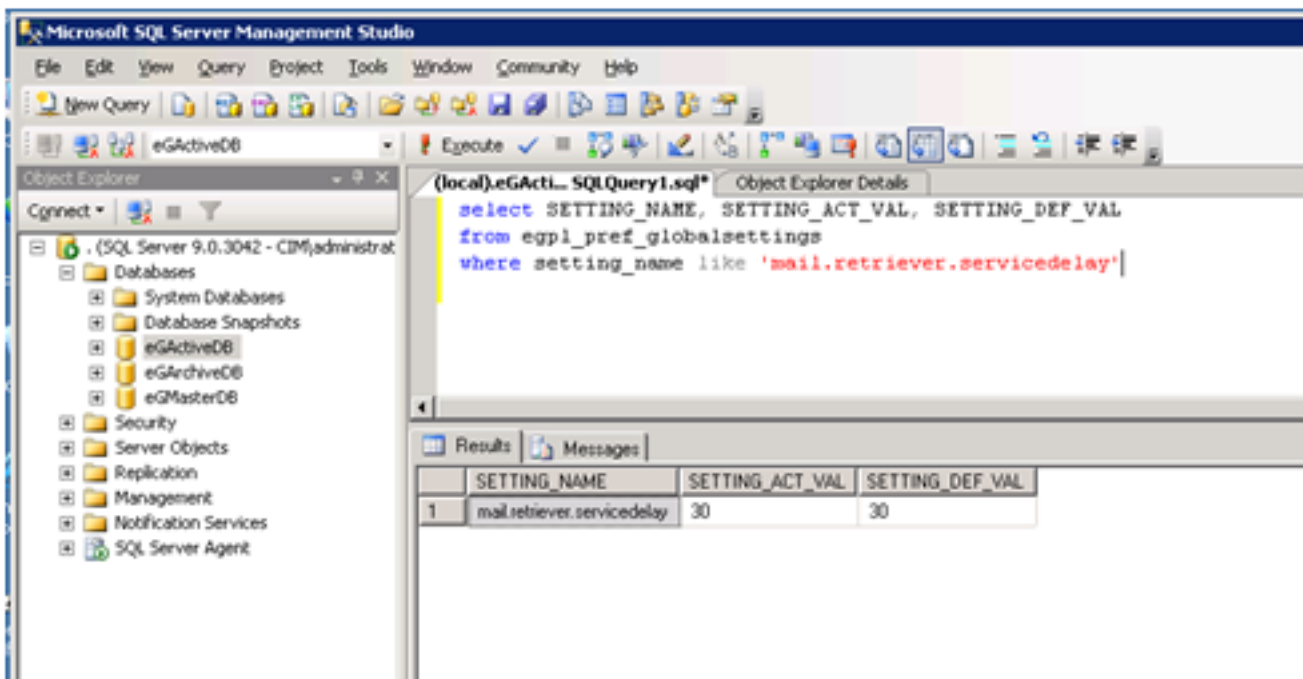 Microsoft SQL Server Management Studio
File Edit View Query Project Tools Window Community Help
New Query
eGActiveDB Execute
Object Explorer
(local).eGActi... SQLQuery1.sql* Object Explorer Details
Connect
select SETTING_NAME, SETTING_ACT_VAL, SETTING_DEF_VAL
from egpl_pref_globalsettings
where setting_name like 'mail.retriever.servicedelay'
. (SQL Server 9.0.3042 - CIM\administrat
Databases
System Databases
Database Snapshots
eGActiveDB
eGArchiveDB
eGMasterDB
Security
Server Objects
Replication
Management
Notification Services
SQL Server Agent
Results Messages
SETTING_NAME SETTING_ACT_VAL SETTING_DEF_VAL
1 mail.retriever.servicedelay 30 30